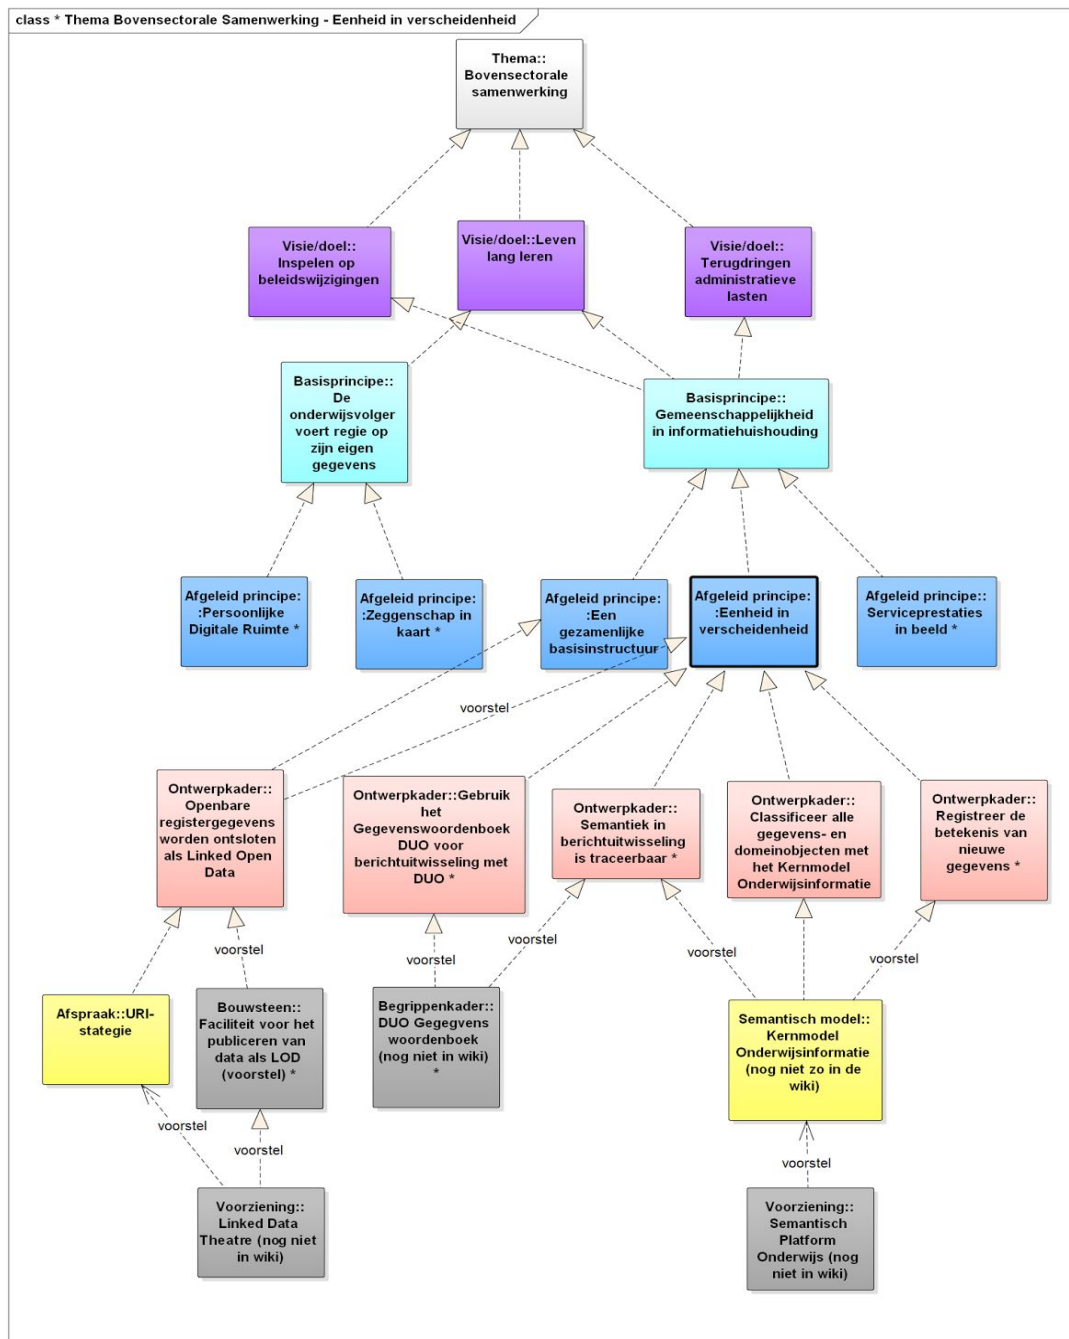 class * Thema Bovensectorale Samenwerking - Eenheid in verscheidenheid
Thema::
Bovensectorale
samenwerking
Visie/doel::
Inspelen op
beleidswijzigingen
Visie/doel::Leven
lang leren
Visie/doel::
Terugdringen
administratieve
lasten
Basisprincipe::
De
onderwijsvolger
voert regie op
zijn eigen
gegevens
Basisprincipe::
Gemeenschappelijkheid
in informatiehuishouding
Afgeleid principe:
:Persoonlijke
Digitale Ruimte *
Afgeleid principe:
:Zeggenschap in
kaart *
Afgeleid principe:
:Een
gezamenlijke
basisinstructuur
Afgeleid principe:
:Eenheid in
verscheidenheid
Afgeleid principe::
Serviceprestaties
in beeld *
voorstel
Ontwerpkader::
Openbare
registergegevens
worden ontsloten
als Linked Open
Data
Ontwerpkader::Gebruik
het
Gegevenswoordenboek
DUO voor
berichtuitwisseling met
DUO *
Ontwerpkader::
Semantiek in
berichtuitwisseling
is traceerbaar *
Ontwerpkader::
Classificeer alle
gegevens- en
domeinobjecten met
het Kernmodel
Onderwijsinformatie
Ontwerpkader::
Registreer de
betekenis van
nieuwe
gegevens *
voorstel
voorstel
voorstel
voorstel
voorstel
Afspraak::URI-
stategie
Bouwsteen::
Faciliteit voor het
publiceren van
data als LOD
(voorstel) *
Begrippenkader::
DUO Gegegvens
woordenboek
(nog niet in wiki)
*
Semantisch model::
Kernmodel
Onderwijsinformatie
(nog niet zo in de
wiki)
voorstel
voorstel
voorstel
Voorziening::
Linked Data
Theatre (nog niet
in wiki)
Voorziening::
Semantisch
Platform
Onderwijs (nog
niet in wiki)